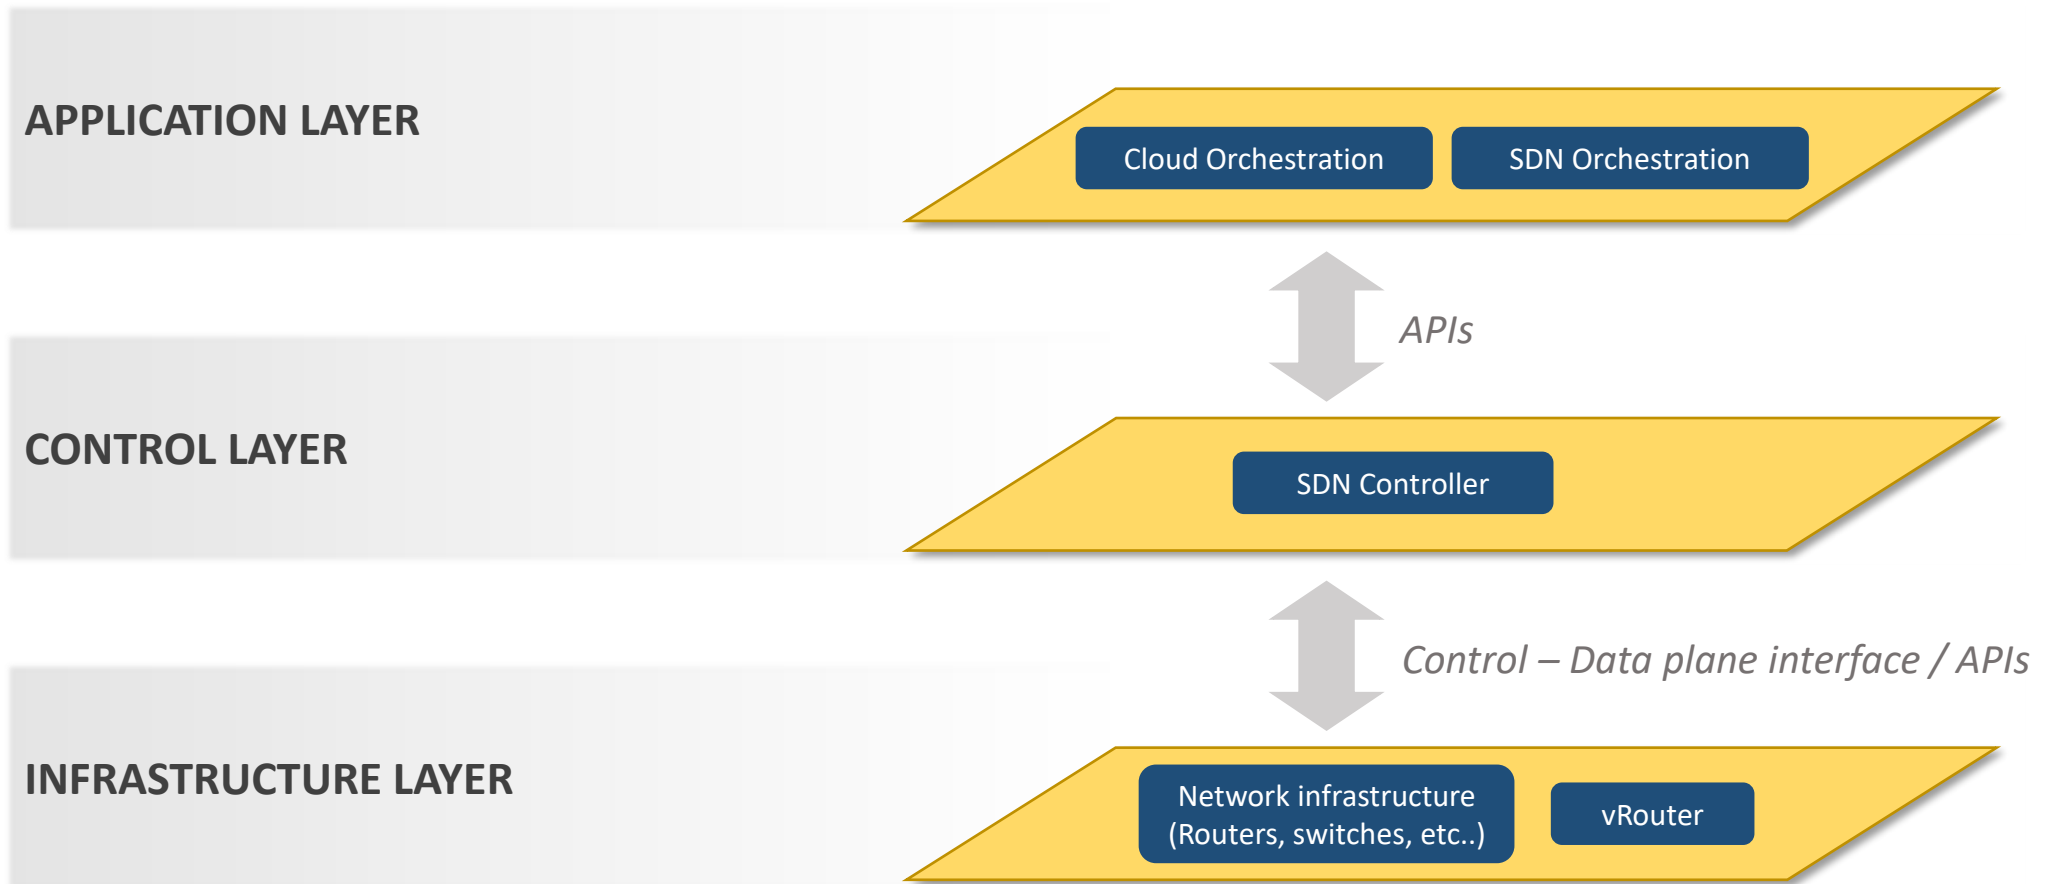 APPLICATION LAYER
Cloud Orchestration
SDN Orchestration
APIs
CONTROL LAYER
SDN Controller
Control – Data plane interface / APIs
INFRASTRUCTURE LAYER
Network infrastructure
(Routers, switches, etc..)
vRouter